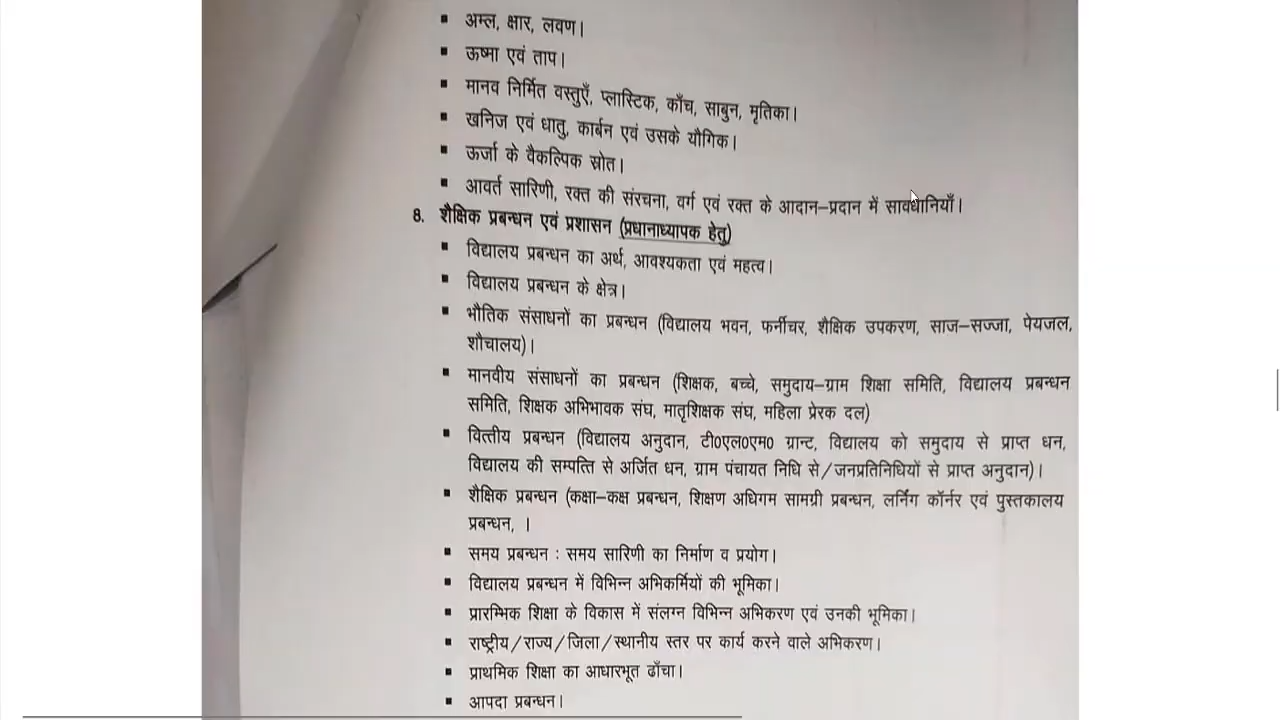 ▪ अम्ल, क्षार, लवण।
▪ ऊष्मा एवं ताप।
▪ मानव निर्मित वस्तुएँ, प्लास्टिक, काँच, साबुन, मृतिका।
▪ खनिज एवं धातु, कार्बन एवं उसके यौगिक।
▪ ऊर्जा के वैकल्पिक स्रोत।
▪ आवर्त सारिणी, रक्त की संरचना, वर्ग एवं रक्त के आदान–प्रदान में सावधानियाँ।
8. शैक्षिक प्रबन्धन एवं प्रशासन (प्रधानाध्यापक हेतु)
▪ विद्यालय प्रबन्धन का अर्थ, आवश्यकता एवं महत्व।
▪ विद्यालय प्रबन्धन के क्षेत्र।
▪ भौतिक संसाधनों का प्रबन्धन (विद्यालय भवन, फर्नीचर, शैक्षिक उपकरण, साज–सज्जा, पेयजल,
शौचालय)।
▪ मानवीय संसाधनों का प्रबन्धन (शिक्षक, बच्चे, समुदाय–ग्राम शिक्षा समिति, विद्यालय प्रबन्धन
समिति, शिक्षक अभिभावक संघ, मातृशिक्षक संघ, महिला प्रेरक दल)
▪ वित्तीय प्रबन्धन (विद्यालय अनुदान, टी0एल0एम0 ग्रान्ट, विद्यालय को समुदाय से प्राप्त धन,
विद्यालय की सम्पत्ति से अर्जित धन, ग्राम पंचायत निधि से/जनप्रतिनिधियों से प्राप्त अनुदान)।
▪ शैक्षिक प्रबन्धन (कक्षा–कक्ष प्रबन्धन, शिक्षण अधिगम सामग्री प्रबन्धन, लर्निंग कॉर्नर एवं पुस्तकालय
प्रबन्धन, ।
▪ समय प्रबन्धन : समय सारिणी का निर्माण व प्रयोग।
▪ विद्यालय प्रबन्धन में विभिन्न अभिकर्मियों की भूमिका।
▪ प्रारम्भिक शिक्षा के विकास में संलग्न विभिन्न अभिकरण एवं उनकी भूमिका।
▪ राष्ट्रीय/राज्य/जिला/स्थानीय स्तर पर कार्य करने वाले अभिकरण।
▪ प्राथमिक शिक्षा का आधारभूत ढाँचा।
▪ आपदा प्रबन्धन।